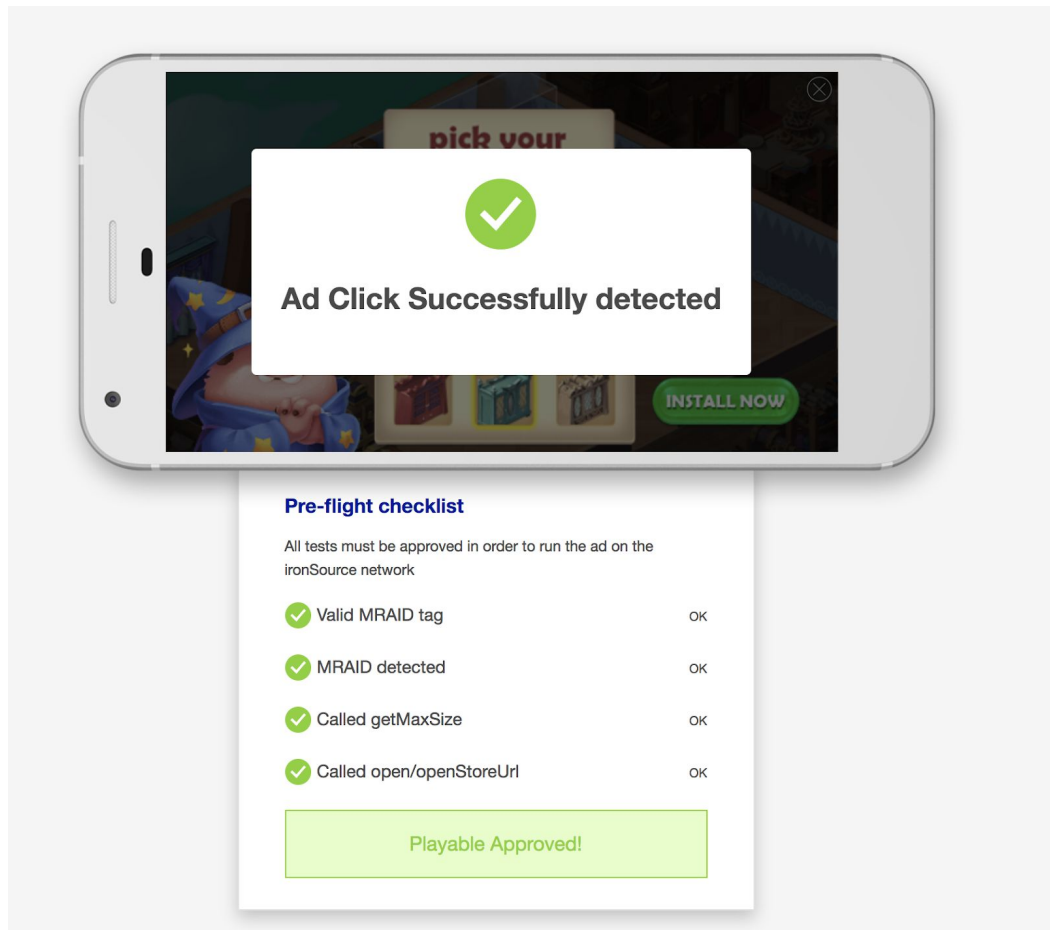 pick your
Ad Click Successfully detected
INSTALL NOW
Pre-flight checklist
All tests must be approved in order to run the ad on the
ironSource network
Valid MRAID tag OK
MRAID detected OK
Called getMaxSize OK
Called open/openStoreUrl OK
Playable Approved!